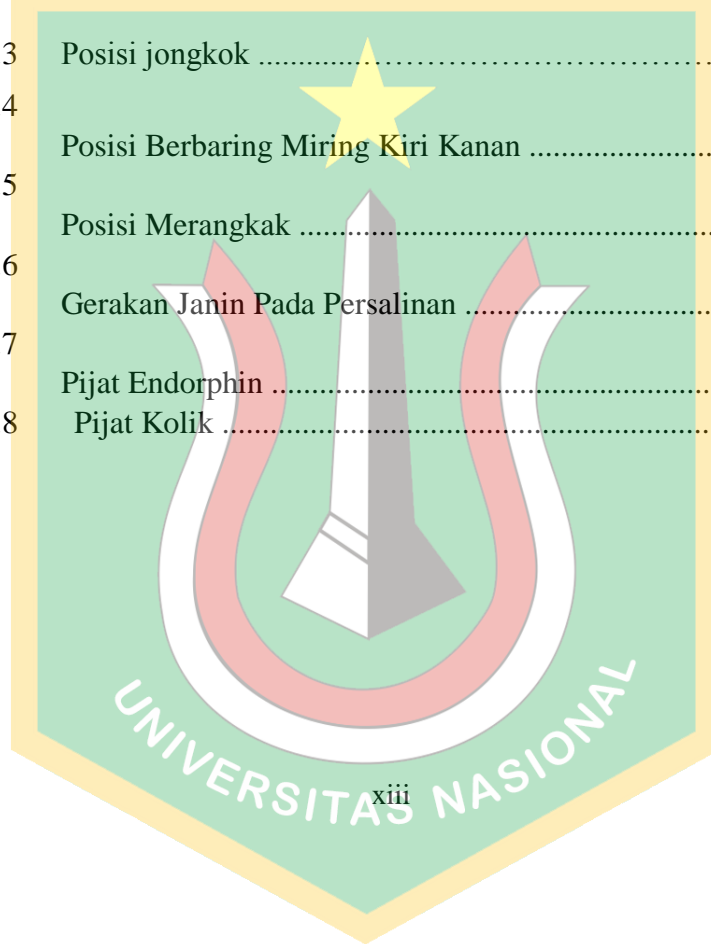 3 Posisi jongkok ................................................
4
Posisi Berbaring Miring Kiri Kanan ........................
5
Posisi Merangkak .....................................................
6
Gerakan Janin Pada Persalinan ................................
7
Pijat Endorphin .........................................................
8 Pijat Kolik ...............................................................
UNIVERSITAS NASIONAL
xiii